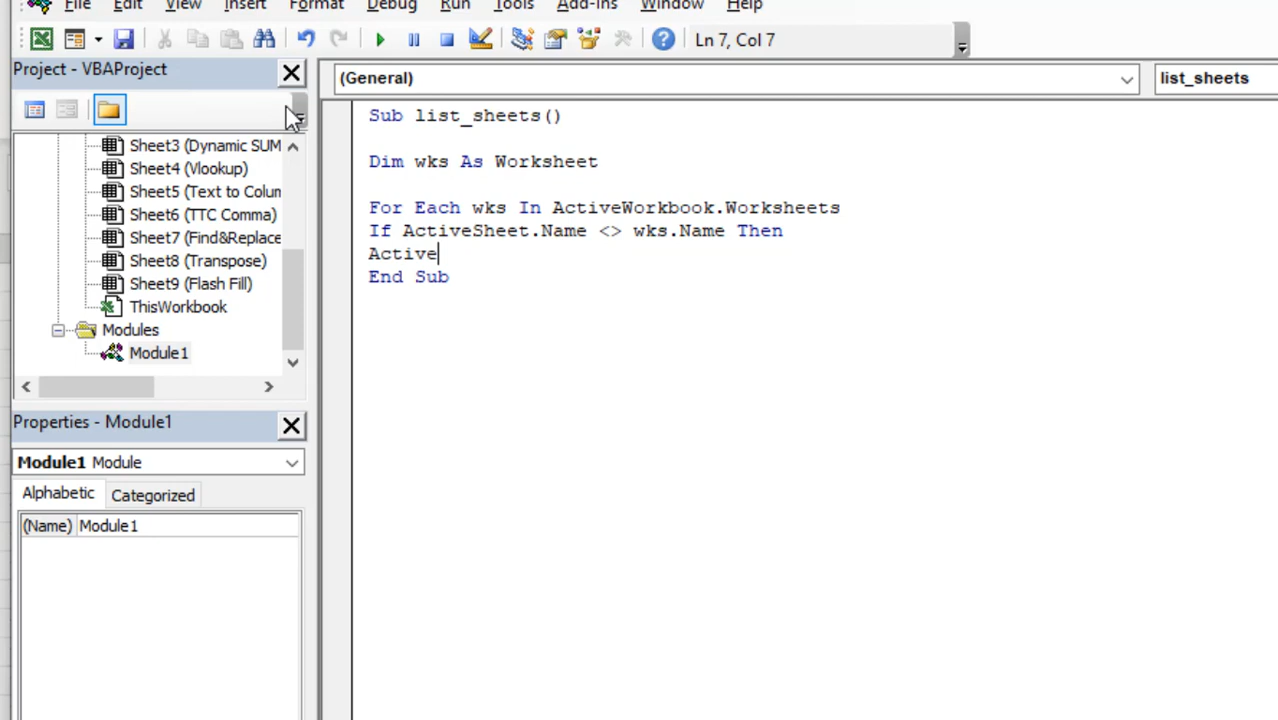 File Edit View Insert Format Debug Run Tools Add-Ins Window Help
Ln 7, Col 7
Project - VBAProject
(General)
list_sheets
Sheet3 (Dynamic SUM
Sheet4 (Vlookup)
Sheet5 (Text to Colun
Sheet6 (TTC Comma)
Sheet7 (Find&Replace
Sheet8 (Transpose)
Sheet9 (Flash Fill)
ThisWorkbook
Modules
Module1
Properties - Module1
Module1 Module
Alphabetic Categorized
(Name) Module1
Sub list_sheets()
Dim wks As Worksheet
For Each wks In ActiveWorkbook.Worksheets
If ActiveSheet.Name <> wks.Name Then
Active
End Sub